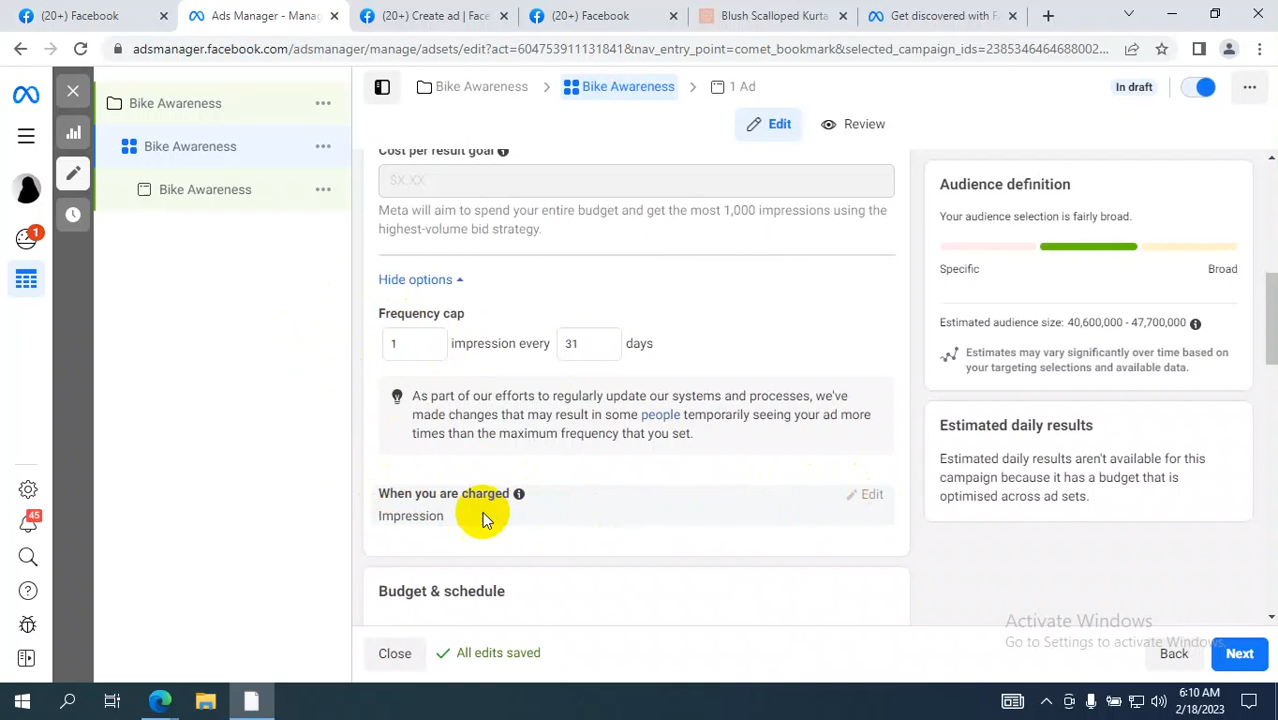 (20+) Facebook
Ads Manager - Manag
(20+) Create ad | Face
(20+) Facebook
Blush Scalloped Kurta
Get discovered with FA
adsmanager.facebook.com/adsmanager/manage/adsets/edit?act=604753911131841&nav_entry_point=comet_bookmark&selected_campaign_ids=2385346464688002...
Bike Awareness
Bike Awareness
Bike Awareness
1
45
Bike Awareness
Bike Awareness
1 Ad
In draft
Edit
Review
Cost per result goal
$X.XX
Meta will aim to spend your entire budget and get the most 1,000 impressions using the
highest-volume bid strategy.
Hide options
Frequency cap
1 impression every 31 days
As part of our efforts to regularly update our systems and processes, we've
made changes that may result in some people temporarily seeing your ad more
times than the maximum frequency that you set.
When you are charged
Edit
Impression
Budget & schedule
Audience definition
Your audience selection is fairly broad.
Specific Broad
Estimated audience size: 40,600,000 - 47,700,000
Estimates may vary significantly over time based on
your targeting selections and available data.
Estimated daily results
Estimated daily results aren't available for this
campaign because it has a budget that is
optimised across ad sets.
Activate Windows
Go to Settings to activate Windows.
Close
All edits saved
Back
Next
6:10 AM
2/18/2023